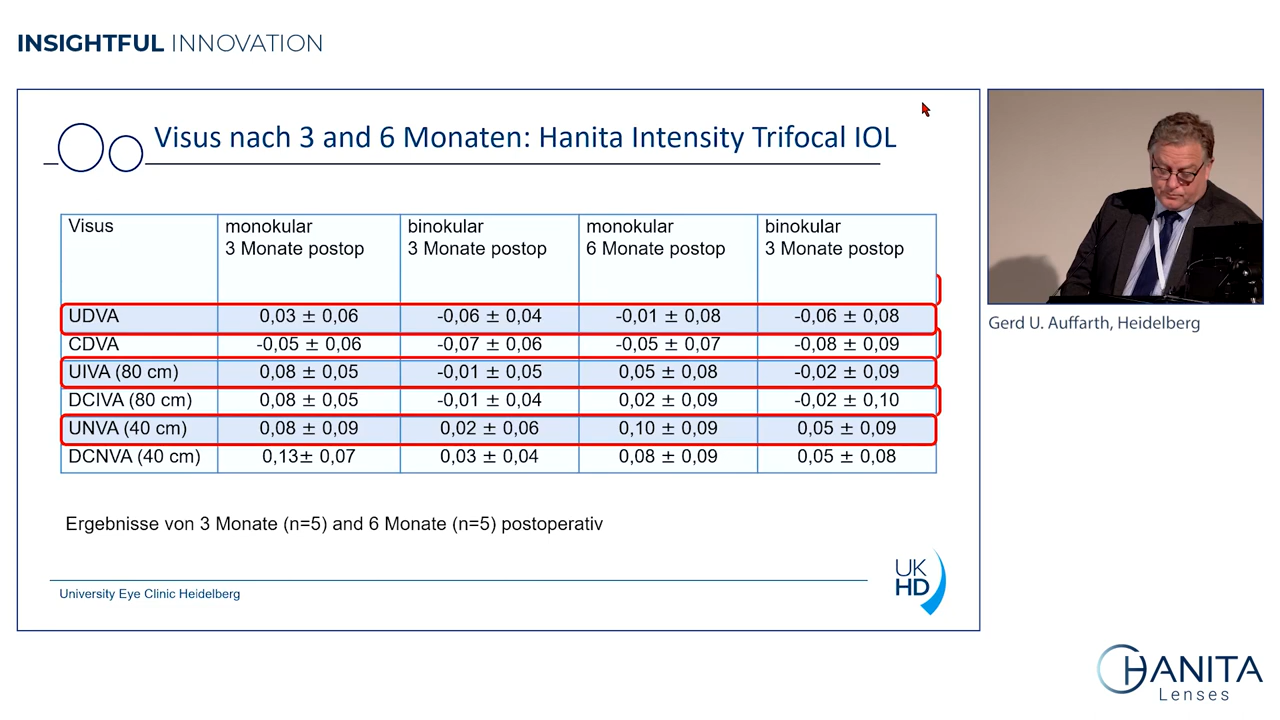 INSIGHTFUL INNOVATION
Visus nach 3 and 6 Monaten: Hanita Intensity Trifocal IOL
Visus monokular binokular monokular binokular
3 Monate postop 3 Monate postop 6 Monate postop 3 Monate postop
UDVA 0,03 ± 0,06 -0,06 ± 0,04 -0,01 ± 0,08 -0,06 ± 0,08
CDVA -0,05 ± 0,06 -0,07 ± 0,06 -0,05 ± 0,07 -0,08 ± 0,09
UIVA (80 cm) 0,08 ± 0,05 -0,01 ± 0,05 0,05 ± 0,08 -0,02 ± 0,09
DCIVA (80 cm) 0,08 ± 0,05 -0,01 ± 0,04 0,02 ± 0,09 -0,02 ± 0,10
UNVA (40 cm) 0,08 ± 0,09 0,02 ± 0,06 0,10 ± 0,09 0,05 ± 0,09
DCNVA (40 cm) 0,13± 0,07 0,03 ± 0,04 0,08 ± 0,09 0,05 ± 0,08
Ergebnisse von 3 Monate (n=5) and 6 Monate (n=5) postoperativ
University Eye Clinic Heidelberg
UK
HD
Gerd U. Auffarth, Heidelberg
HANITA
Lenses